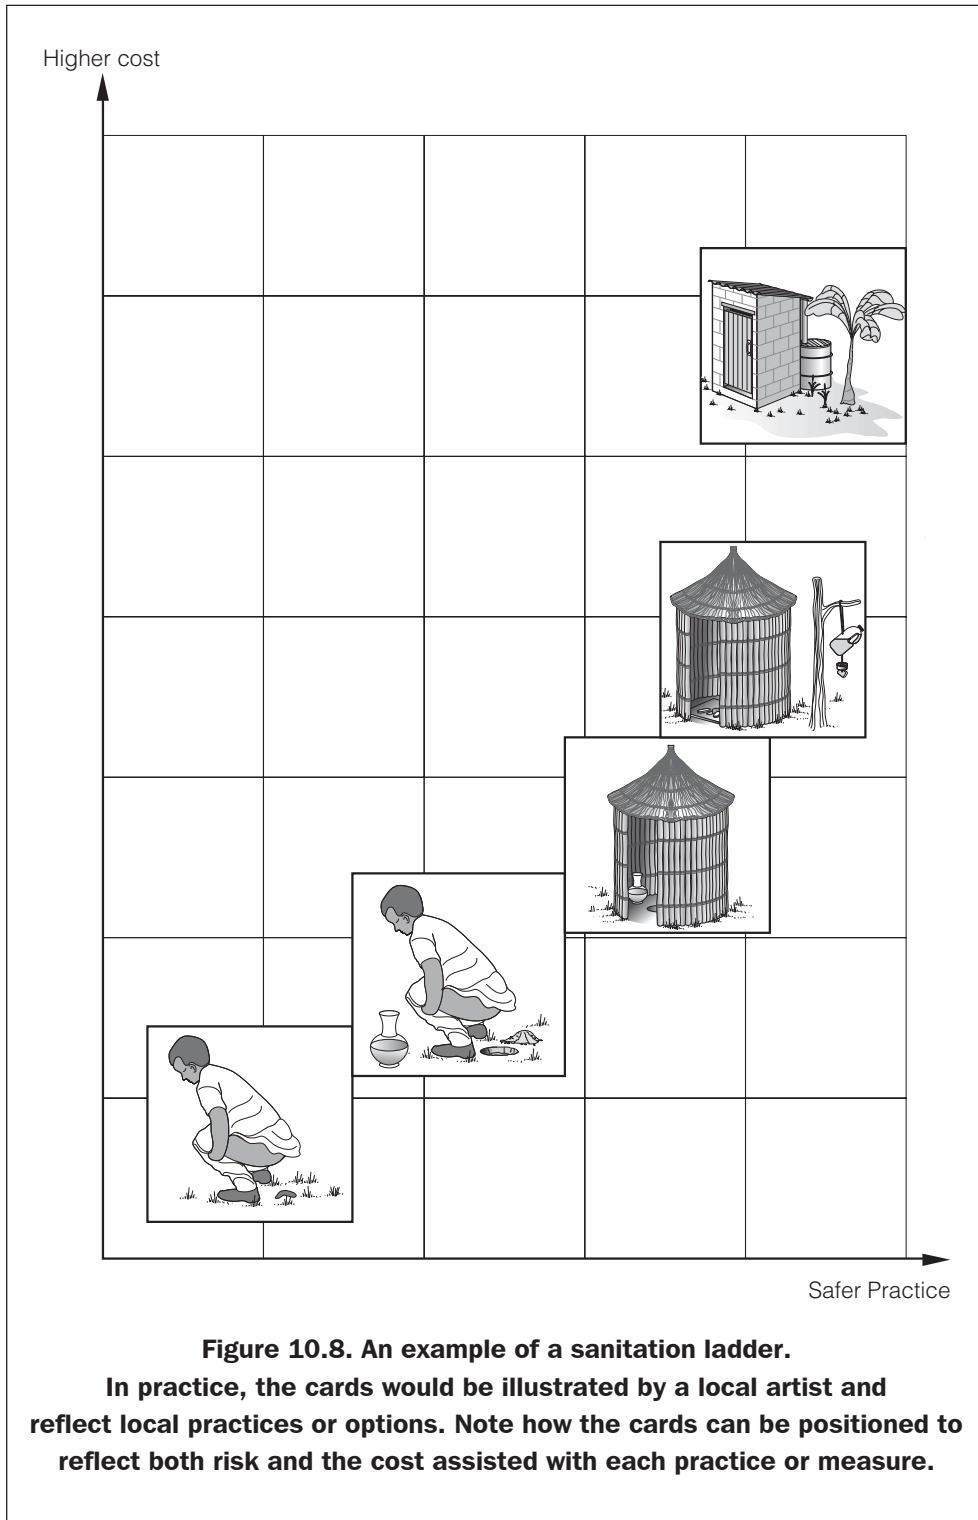 Higher cost
Safer Practice
Figure 10.8. An example of a sanitation ladder.
In practice, the cards would be illustrated by a local artist and
reflect local practices or options. Note how the cards can be positioned to
reflect both risk and the cost assisted with each practice or measure.